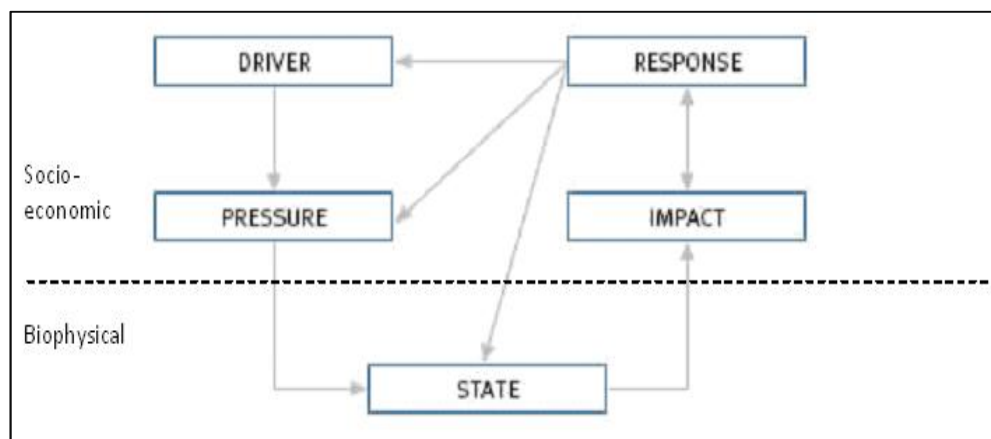 DRIVER
RESPONSE
Socio-
economic
PRESSURE
IMPACT
Biophysical
STATE